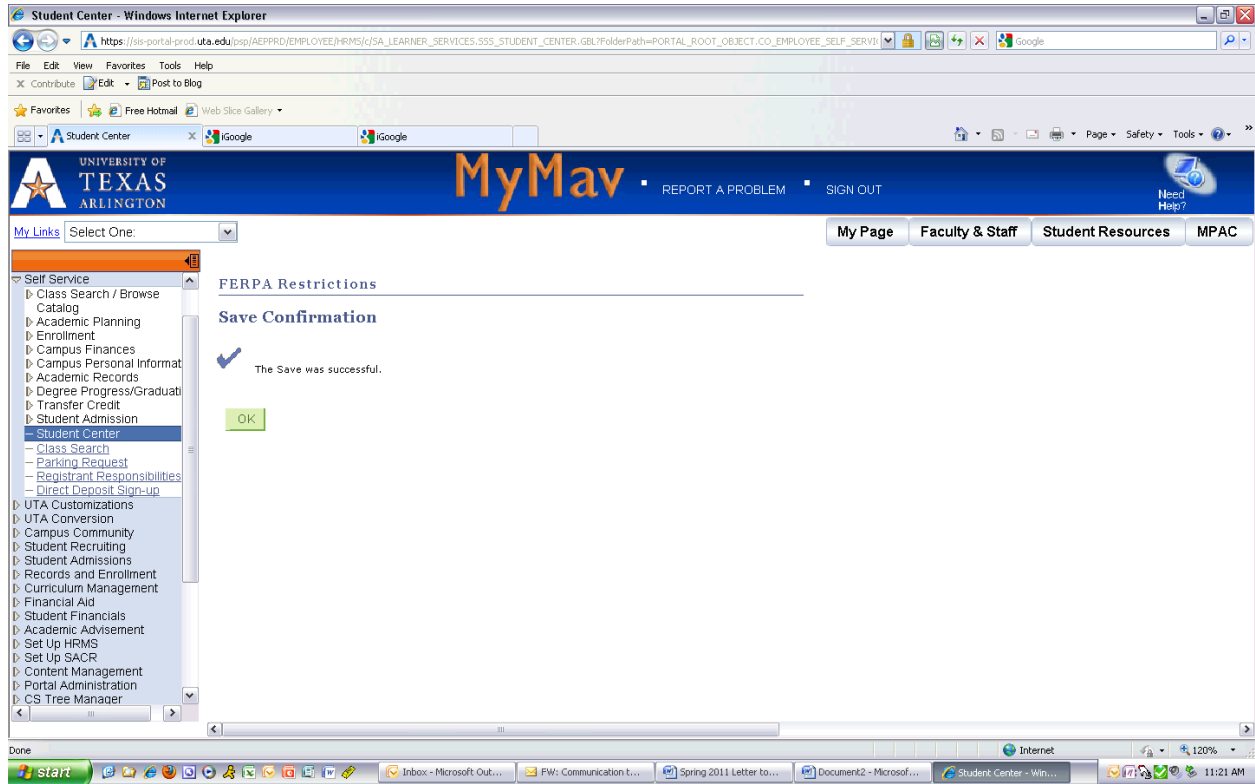 Student Center - Windows Internet Explorer
https://sis-portal-prod.uta.edu/psp/AEPPRD/EMPLOYEE/HRMS/c/SA_LEARNER_SERVICES.SSS_STUDENT_CENTER.GBL?FolderPath=PORTAL_ROOT_OBJECT.CO_EMPLOYEE_SELF_SERVI Google
File Edit View Favorites Tools Help
x Contribute Edit Post to Blog
Favorites Free Hotmail Web Slice Gallery
Student Center iGoogle iGoogle Page Safety Tools
UNIVERSITY OF
TEXAS
ARLINGTON
MyMav REPORT A PROBLEM SIGN OUT
Need
Help?
My Links Select One: My Page Faculty & Staff Student Resources MPAC
Self Service
Class Search / Browse
Catalog
Academic Planning
Enrollment
Campus Finances
Campus Personal Informat
Academic Records
Degree Progress/Graduati
Transfer Credit
Student Admission
– Student Center
– Class Search
– Parking Request
– Registrant Responsibilities
– Direct Deposit Sign-up
UTA Customizations
UTA Conversion
Campus Community
Student Recruiting
Student Admissions
Records and Enrollment
Curriculum Management
Financial Aid
Student Financials
Academic Advisement
Set Up HRMS
Set Up SACR
Content Management
Portal Administration
CS Tree Manager
FERPA Restrictions
Save Confirmation
The Save was successful.
OK
Done Internet 120%
start Inbox - Microsoft Out... FW: Communication t... Spring 2011 Letter to... Document2 - Microsof... Student Center - Win... 11:21 AM